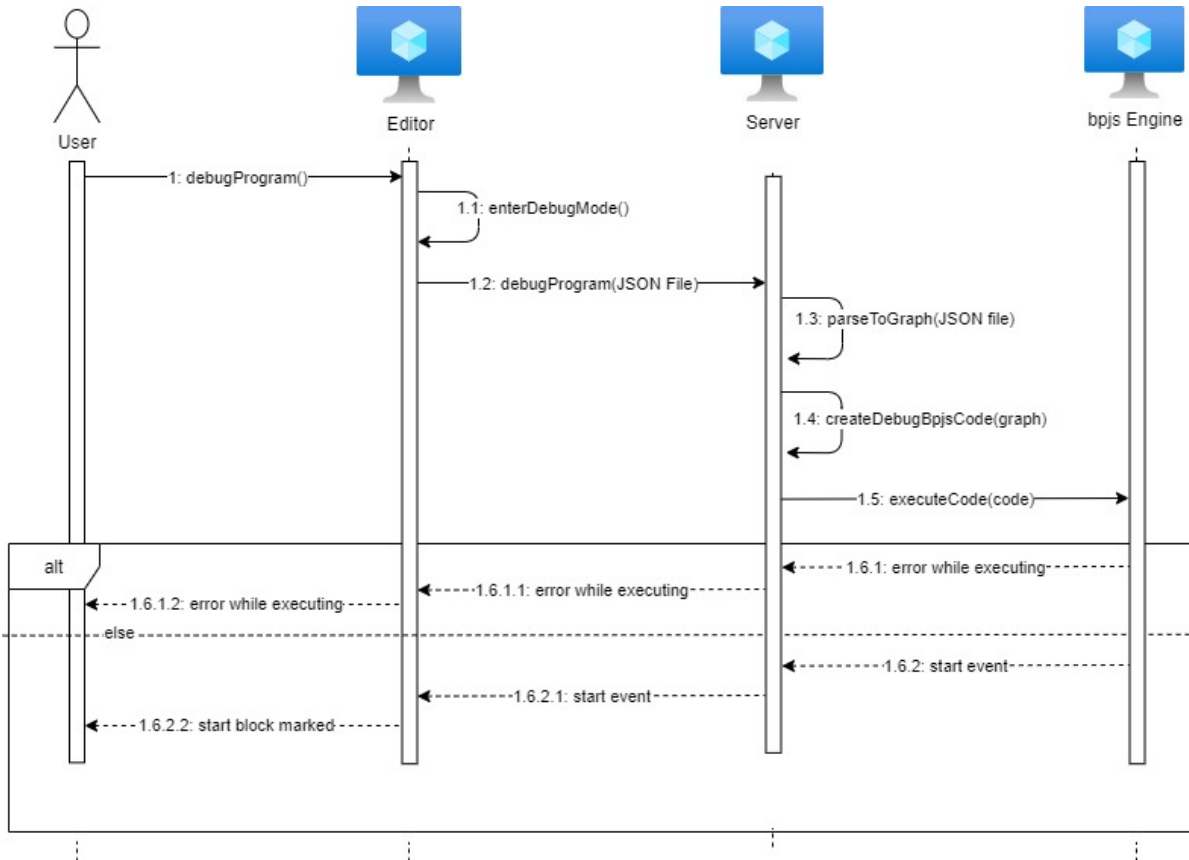 User
Editor
Server
bpjs Engine
1: debugProgram()
1.1: enterDebugMode()
1.2: debugProgram(JSON File)
1.3: parseToGraph(JSON file)
1.4: createDebugBpjsCode(graph)
1.5: executeCode(code)
alt
1.6.1: error while executing
1.6.1.1: error while executing
1.6.1.2: error while executing
else
1.6.2: start event
1.6.2.1: start event
1.6.2.2: start block marked